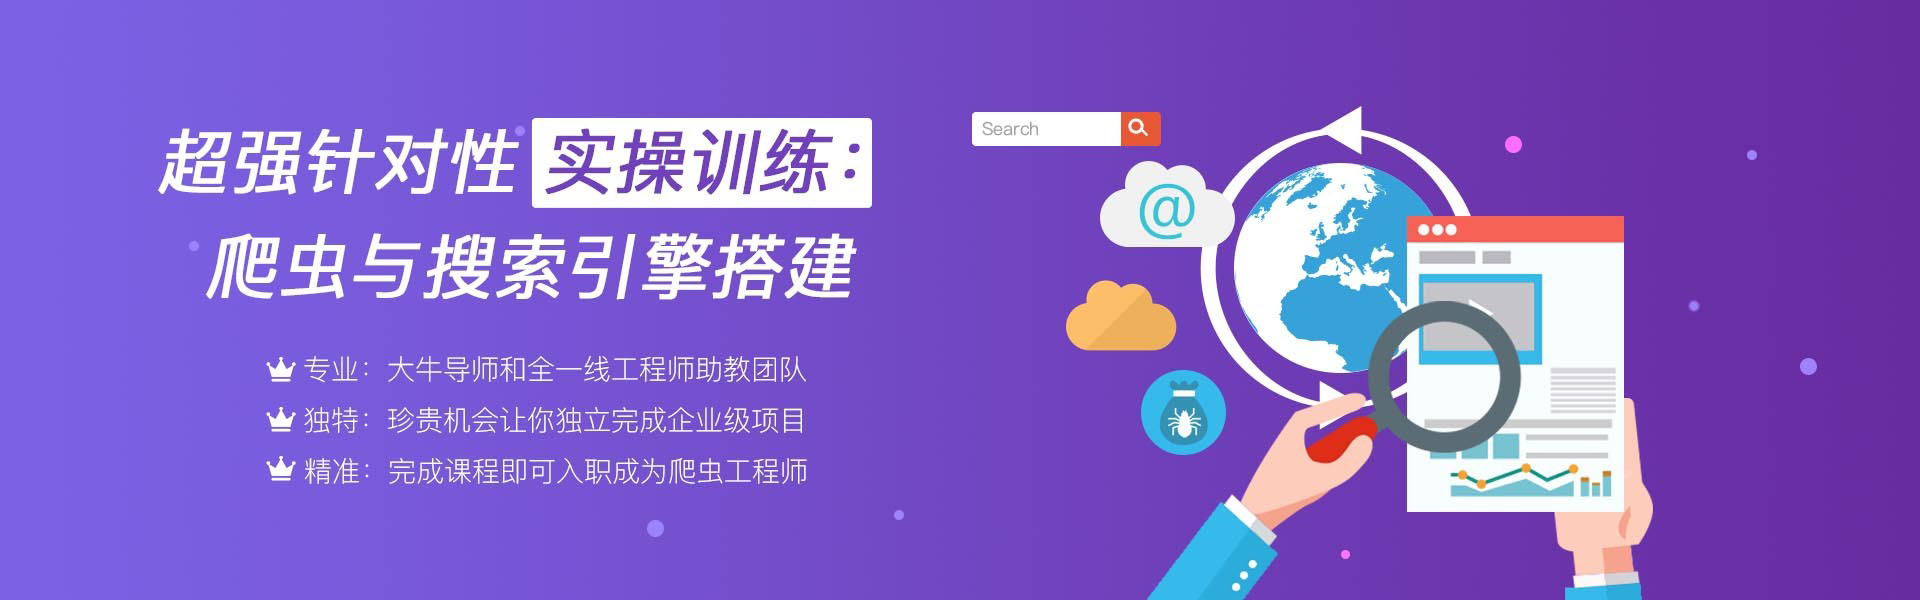 超强针对性 实操训练：
爬虫与搜索引擎搭建
专业：大牛导师和全一线工程师助教团队
独特：珍贵机会让你独立完成企业级项目
精准：完成课程即可入职成为爬虫工程师
Search
@